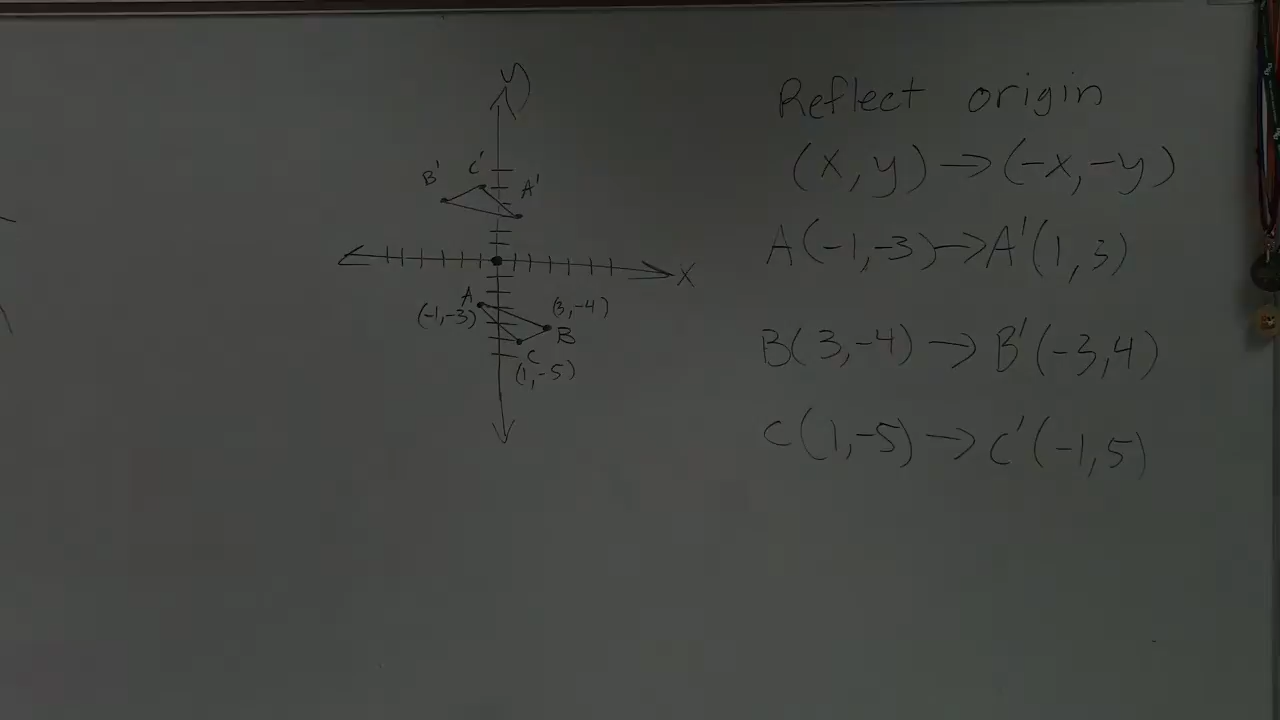 y
B' C' A'
x
A (3,-4)
(-1,-3) B
C
(1,-5)
Reflect origin
(x,y)→(-x,-y)
A(-1,-3)→A'(1,3)
B(3,-4)→B'(-3,4)
C(1,-5)→C'(-1,5)